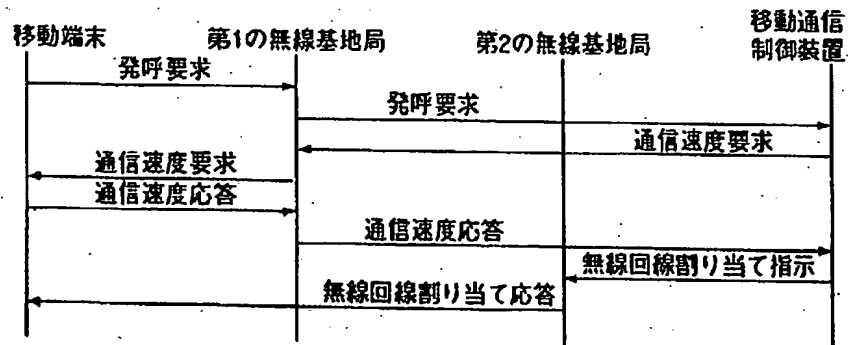 移動端末
第1の無線基地局
第2の無線基地局
移動通信
制御装置
発呼要求
発呼要求
通信速度要求
通信速度要求
通信速度応答
通信速度応答
無線回線割り当て指示
無線回線割り当て応答